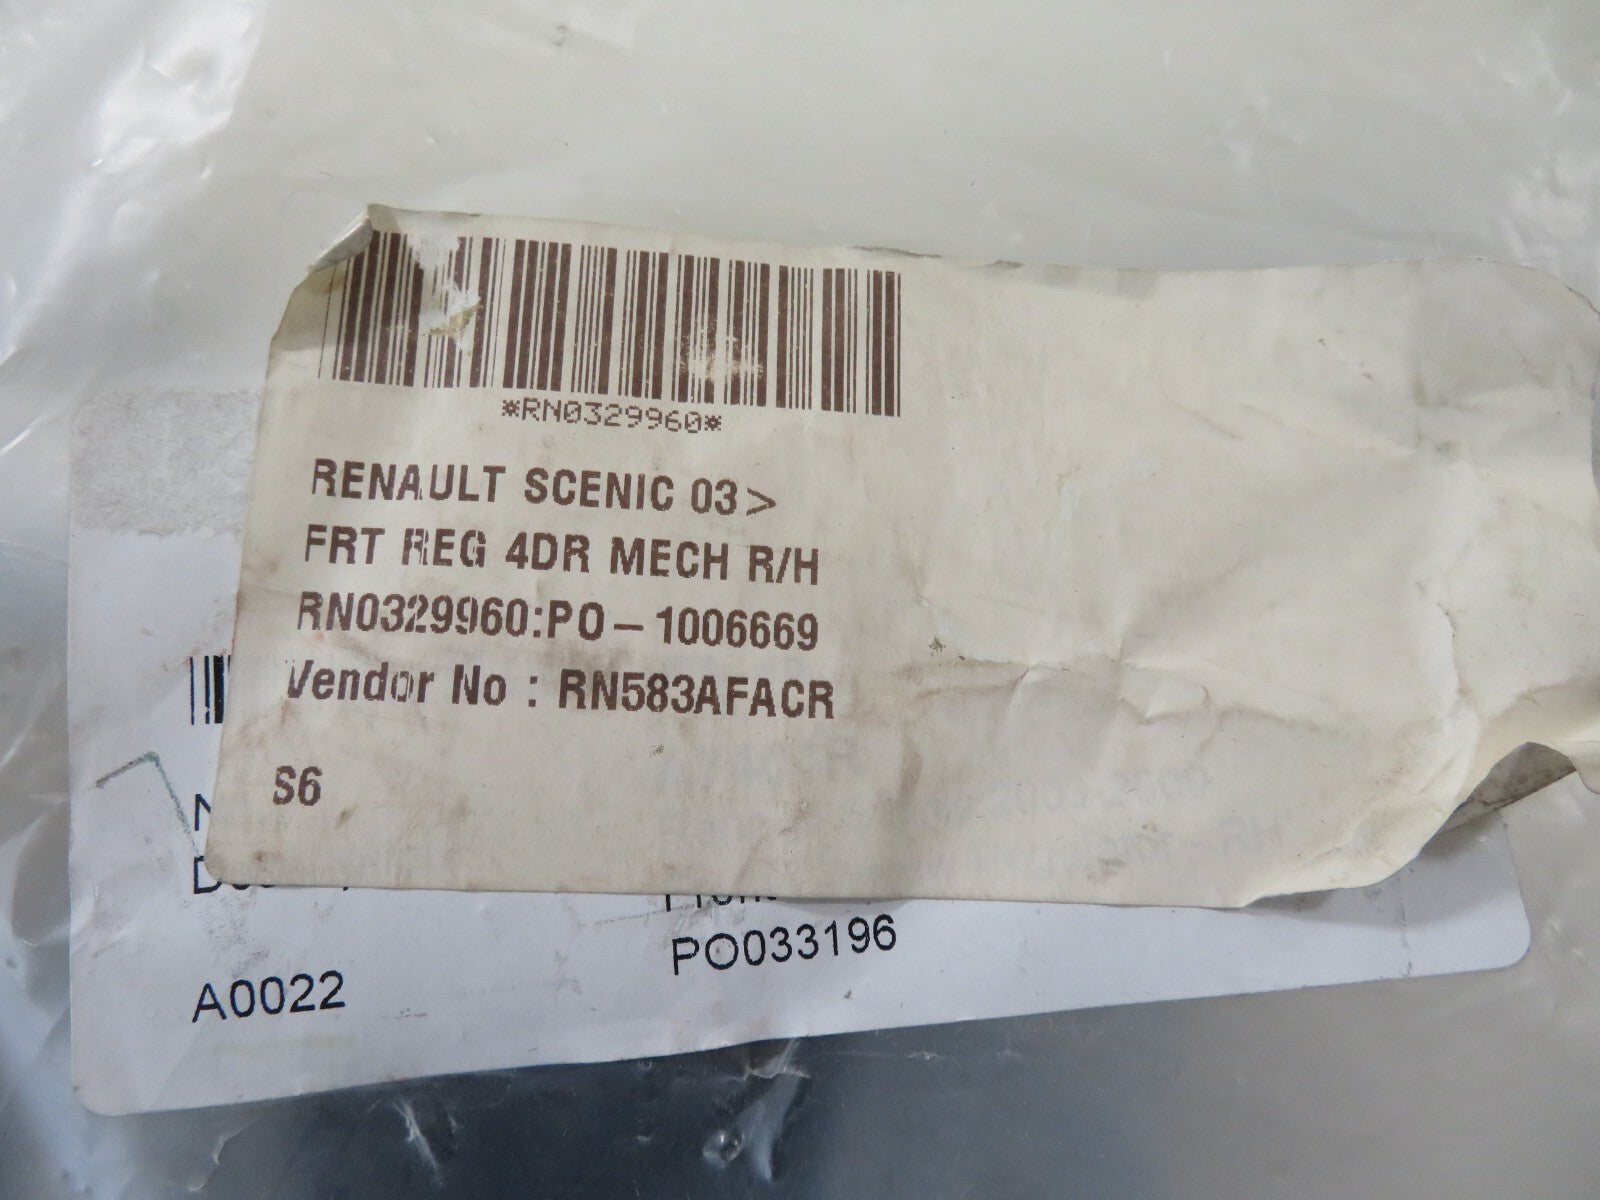 *RN0329960*
RENAULT SCENIC 03>
FRT REG 4DR MECH R/H
RN0329960:PO-1006669
Vendor No : RN583AFACR
S6
PO033196
A0022